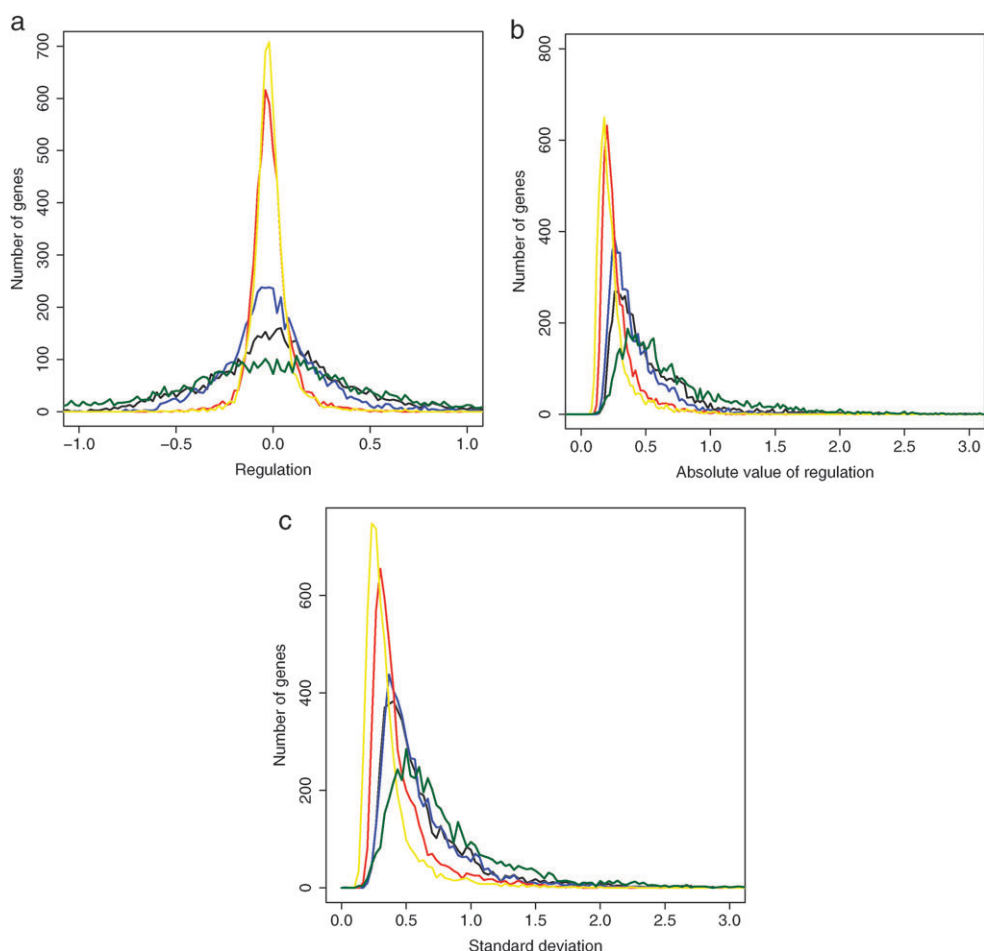 a
700
600
500
400
300
200
100
0
Number of genes
-1.0 -0.5 0.0 0.5 1.0
Regulation
b
800
600
400
200
0
Number of genes
0.0 0.5 1.0 1.5 2.0 2.5 3.0
Absolute value of regulation
c
600
400
200
0
Number of genes
0.0 0.5 1.0 1.5 2.0 2.5 3.0
Standard deviation